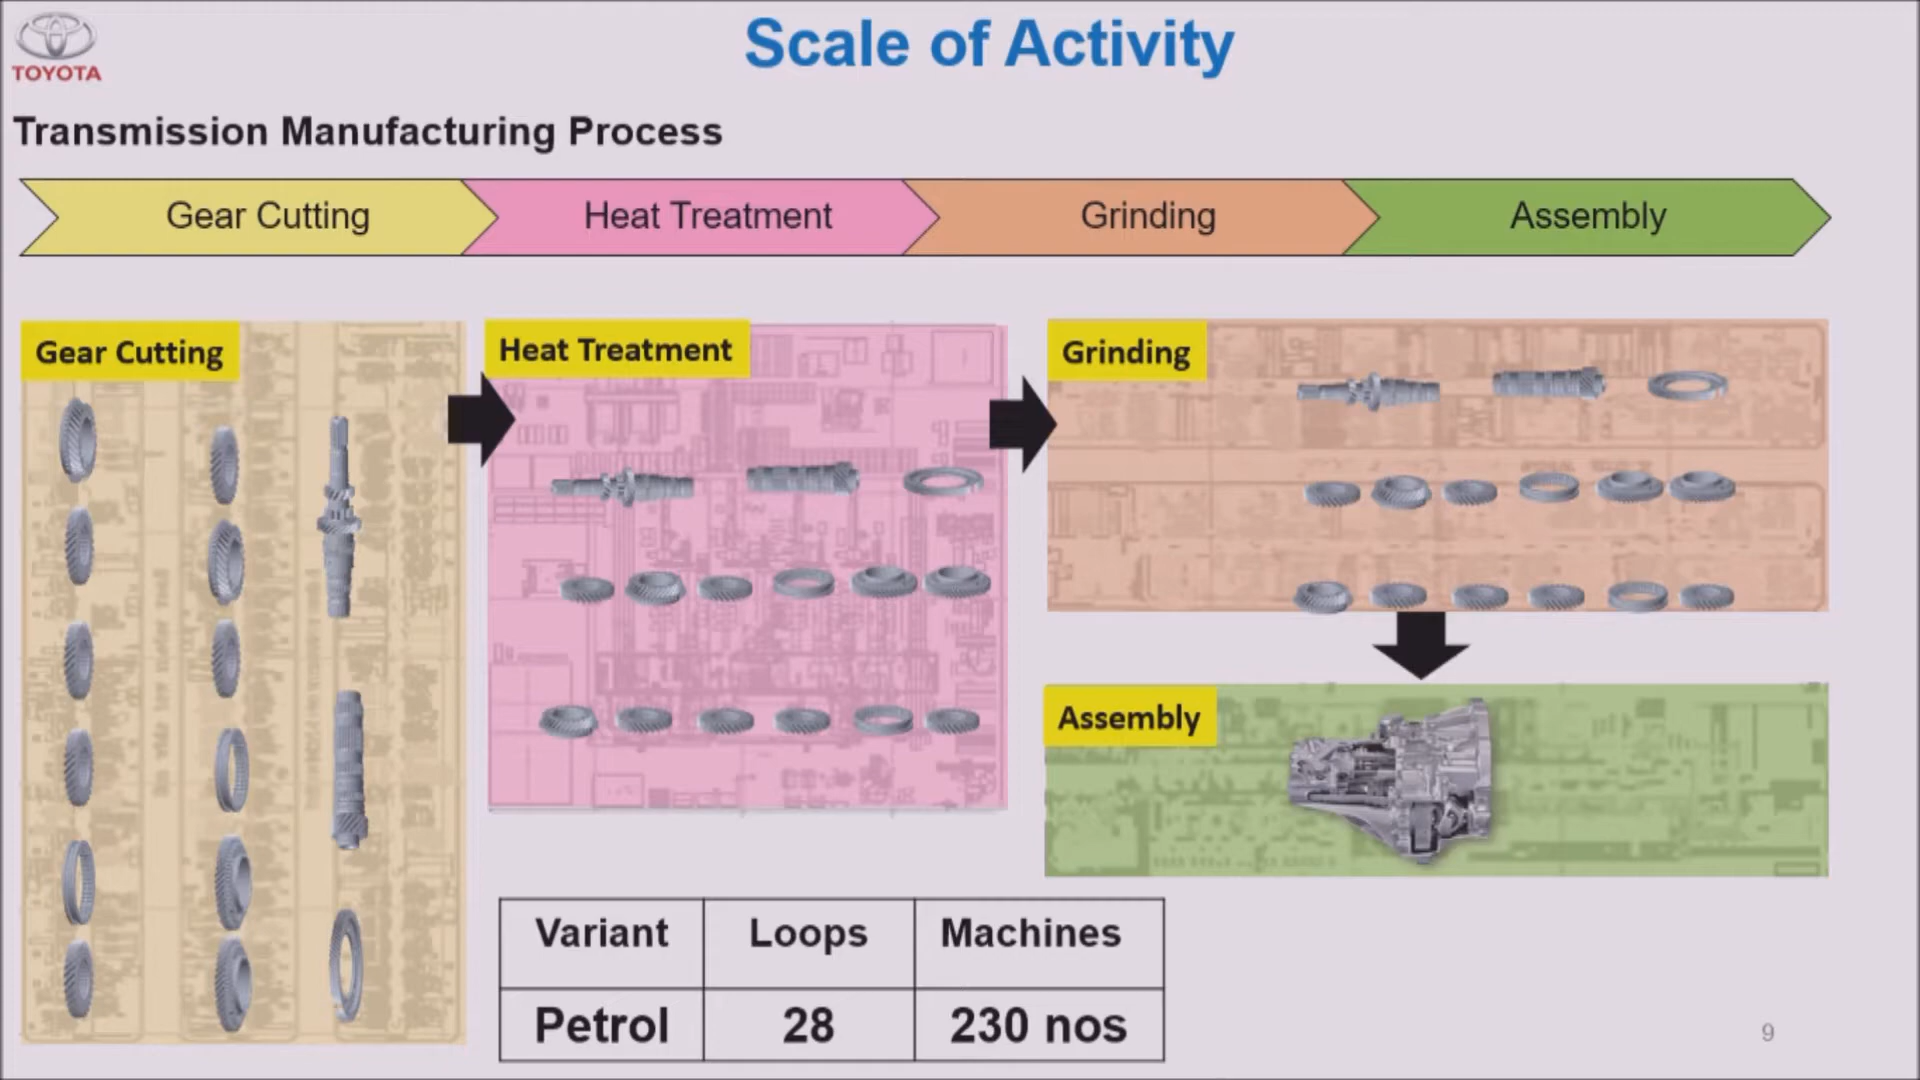 TOYOTA
Scale of Activity
Transmission Manufacturing Process
Gear Cutting
Heat Treatment
Grinding
Assembly
Gear Cutting
Heat Treatment
Grinding
Assembly
Variant Loops Machines
Petrol 28 230 nos
9